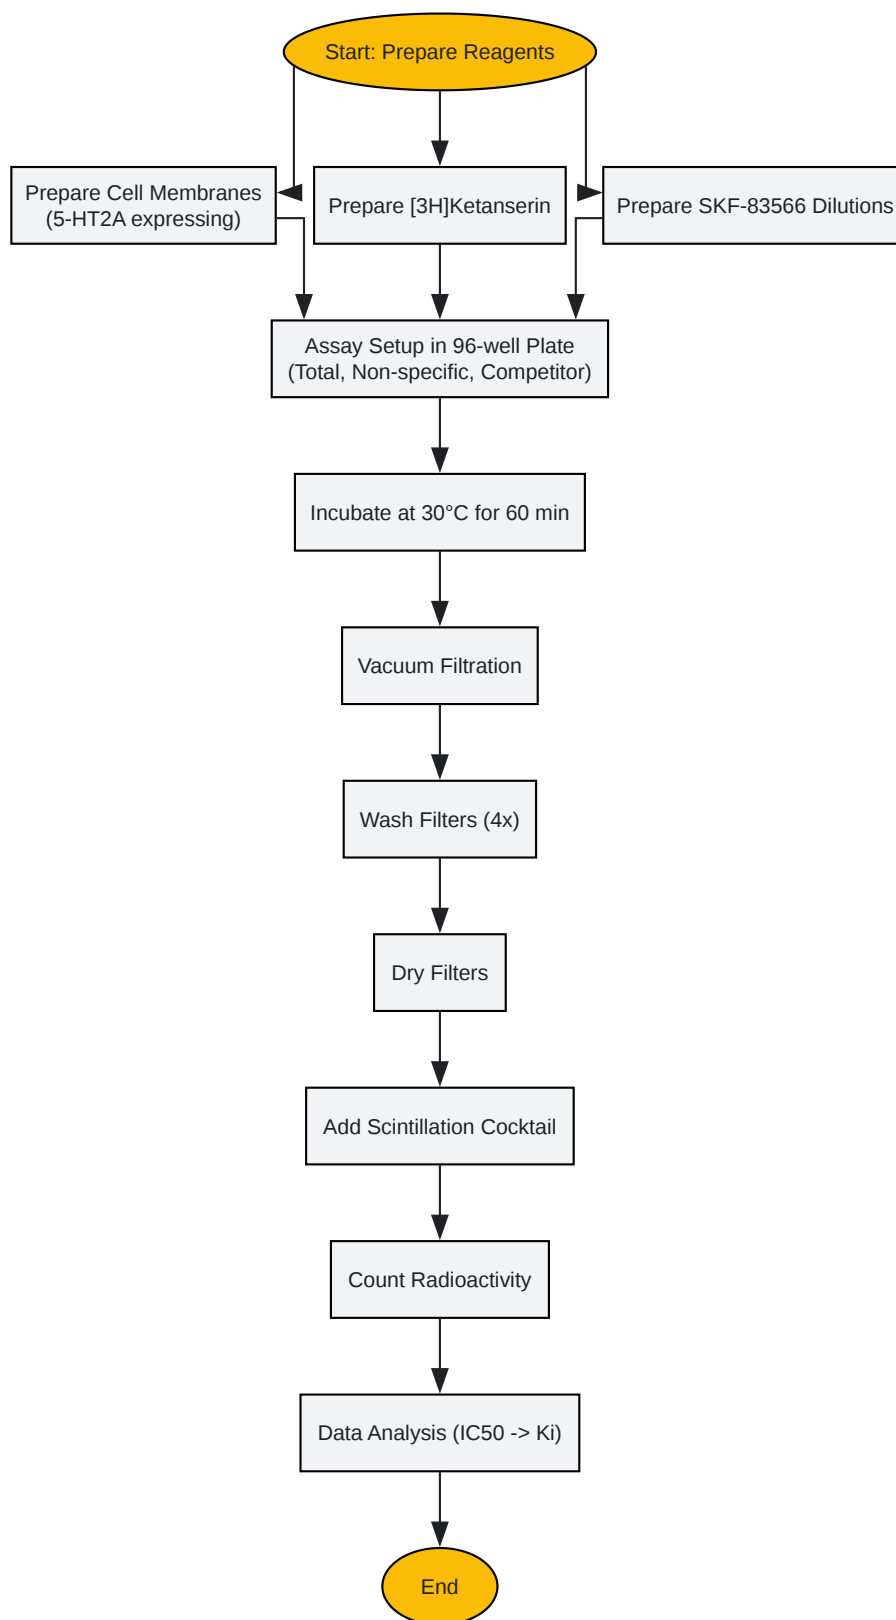 Start: Prepare Reagents
Prepare Cell Membranes
(5-HT2A expressing)
Prepare [3H]Ketanserin
Prepare SKF-83566 Dilutions
Assay Setup in 96-well Plate
(Total, Non-specific, Competitor)
Incubate at 30°C for 60 min
Vacuum Filtration
Wash Filters (4x)
Dry Filters
Add Scintillation Cocktail
Count Radioactivity
Data Analysis (IC50 -> Ki)
End